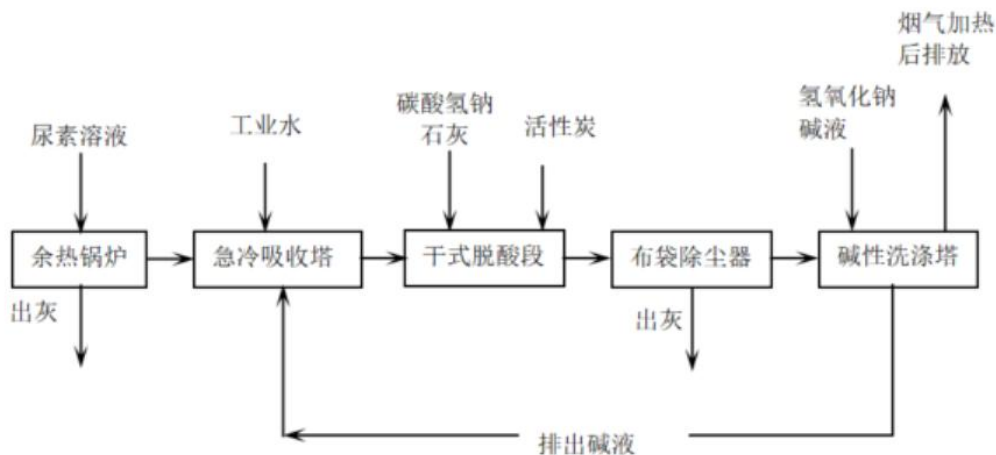 烟气加热
后排放
尿素溶液
工业水
碳酸氢钠
石灰
活性炭
氢氧化钠
碱液
余热锅炉
急冷吸收塔
干式脱酸段
布袋除尘器
碱性洗涤塔
出灰
出灰
排出碱液